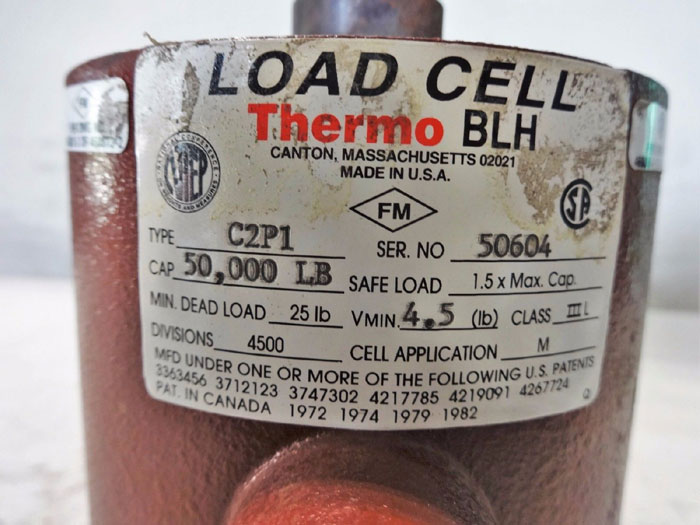 LOAD CELL
Thermo BLH
CANTON, MASSACHUSETTS 02021
MADE IN U.S.A.
FM
TYPE C2P1 SER. NO 50604
CAP 50,000 LB SAFE LOAD 1.5 x Max. Cap.
MIN. DEAD LOAD 25 lb VMIN. 4.5 (lb) CLASS III L
DIVISIONS 4500 CELL APPLICATION M
MFD UNDER ONE OR MORE OF THE FOLLOWING U.S. PATENTS
3363456 3712123 3747302 4217785 4219091 4267724
PAT. IN CANADA 1972 1974 1979 1982